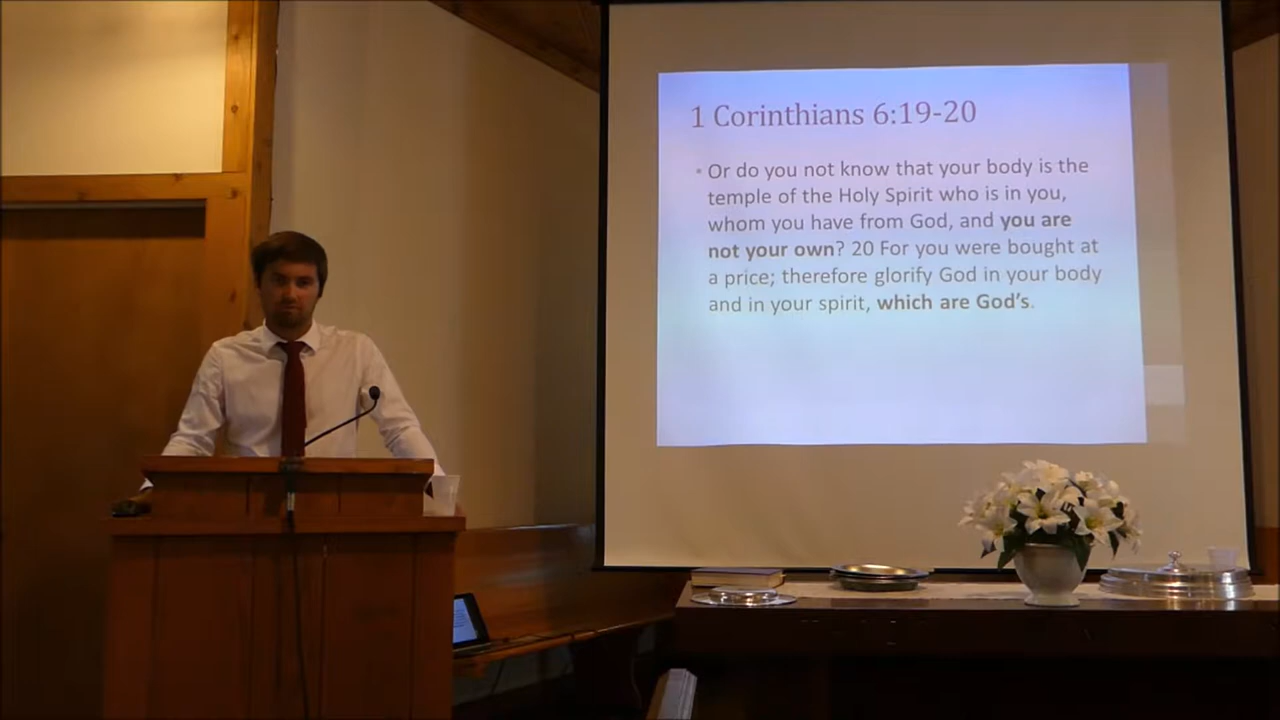 1 Corinthians 6:19-20
• Or do you not know that your body is the
temple of the Holy Spirit who is in you,
whom you have from God, and you are
not your own? 20 For you were bought at
a price; therefore glorify God in your body
and in your spirit, which are God's.